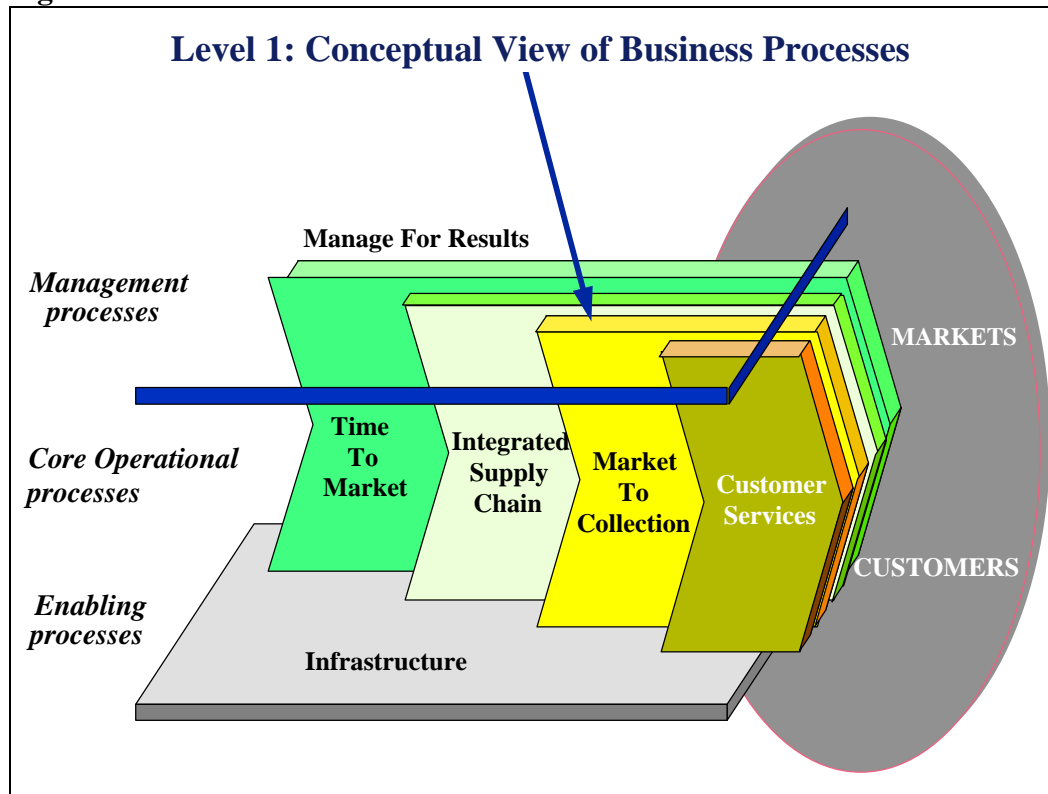 Level 1: Conceptual View of Business Processes
Manage For Results
Management
processes
MARKETS
Core Operational
processes
Time
To
Market
Integrated
Supply
Chain
Market
To
Collection
Customer
Services
CUSTOMERS
Enabling
processes
Infrastructure